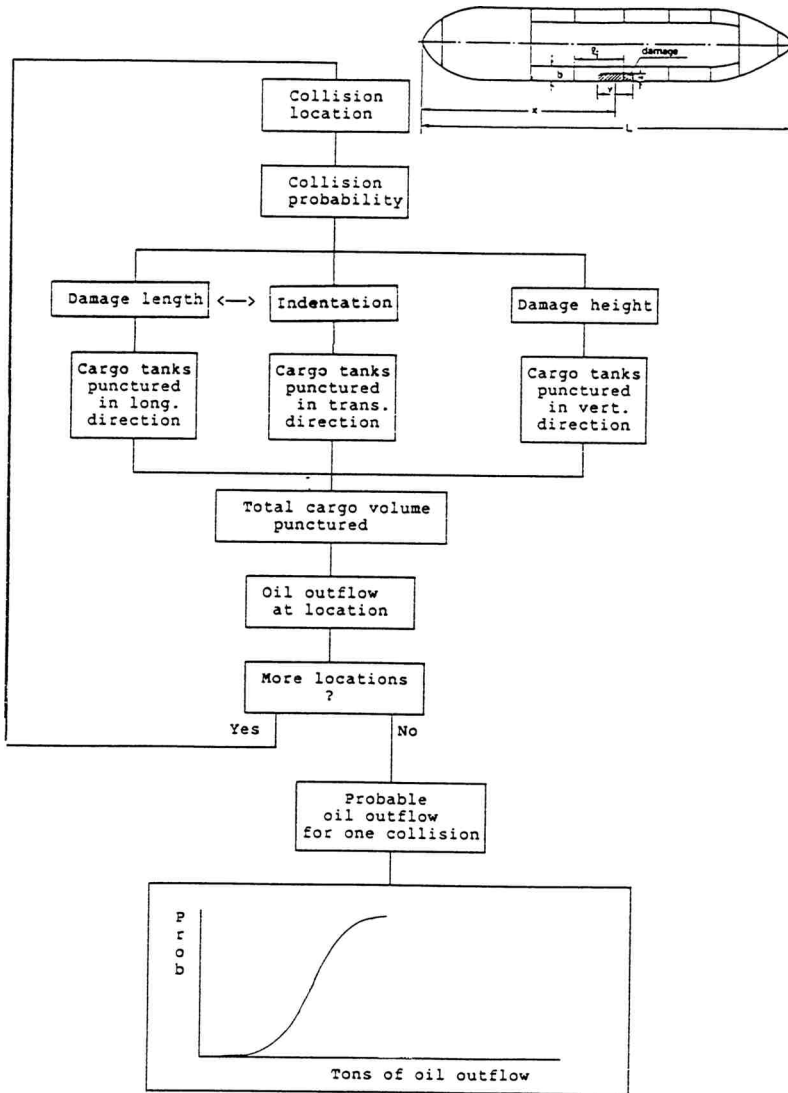 ℓi
damage
b
y
t
x
L
Collision
location
Collision
probability
Damage length <—> Indentation
Damage height
Cargo tanks
punctured
in long.
direction
Cargo tanks
punctured
in trans.
direction
Cargo tanks
punctured
in vert.
direction
Total cargo volume
punctured
Oil outflow
at location
More locations
?
Yes
No
Probable
oil outflow
for one collision
Prob
Tons of oil outflow